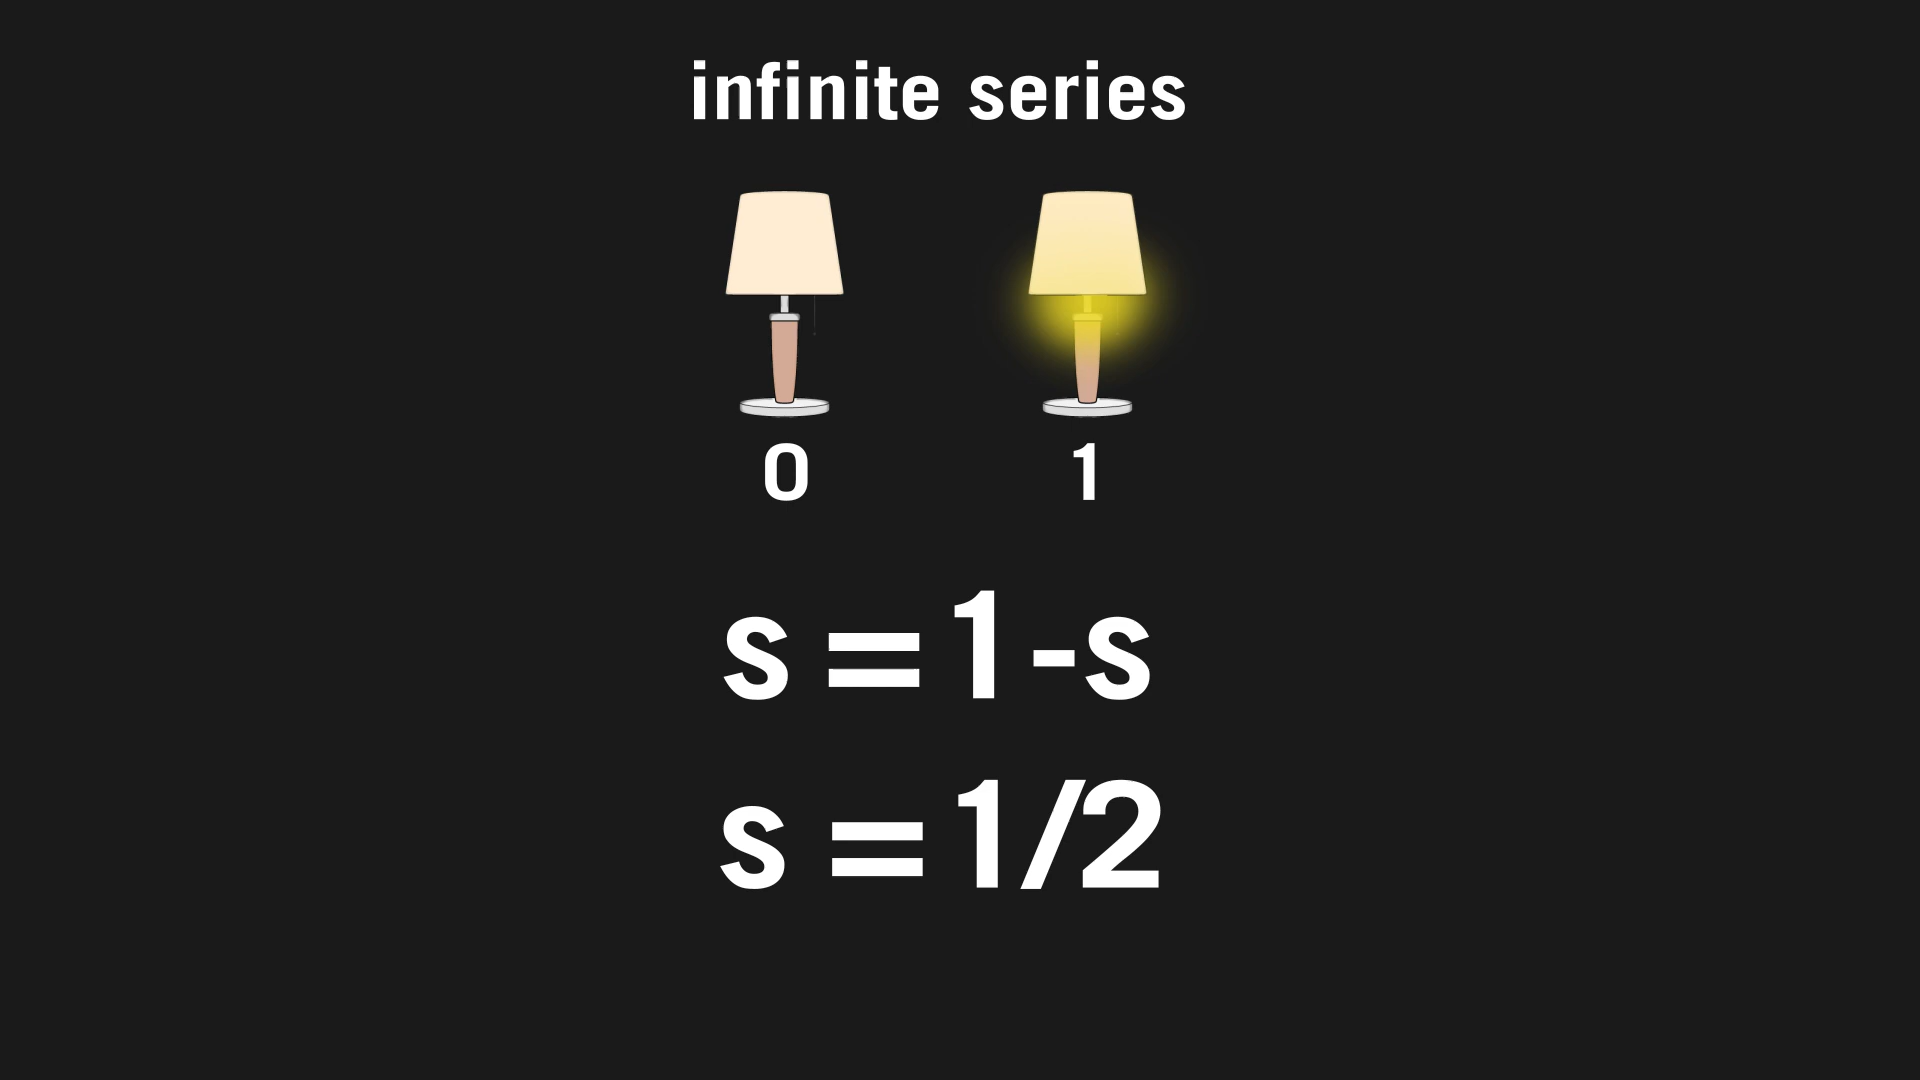 infinite series
0 1
s = 1 - s
s = 1/2